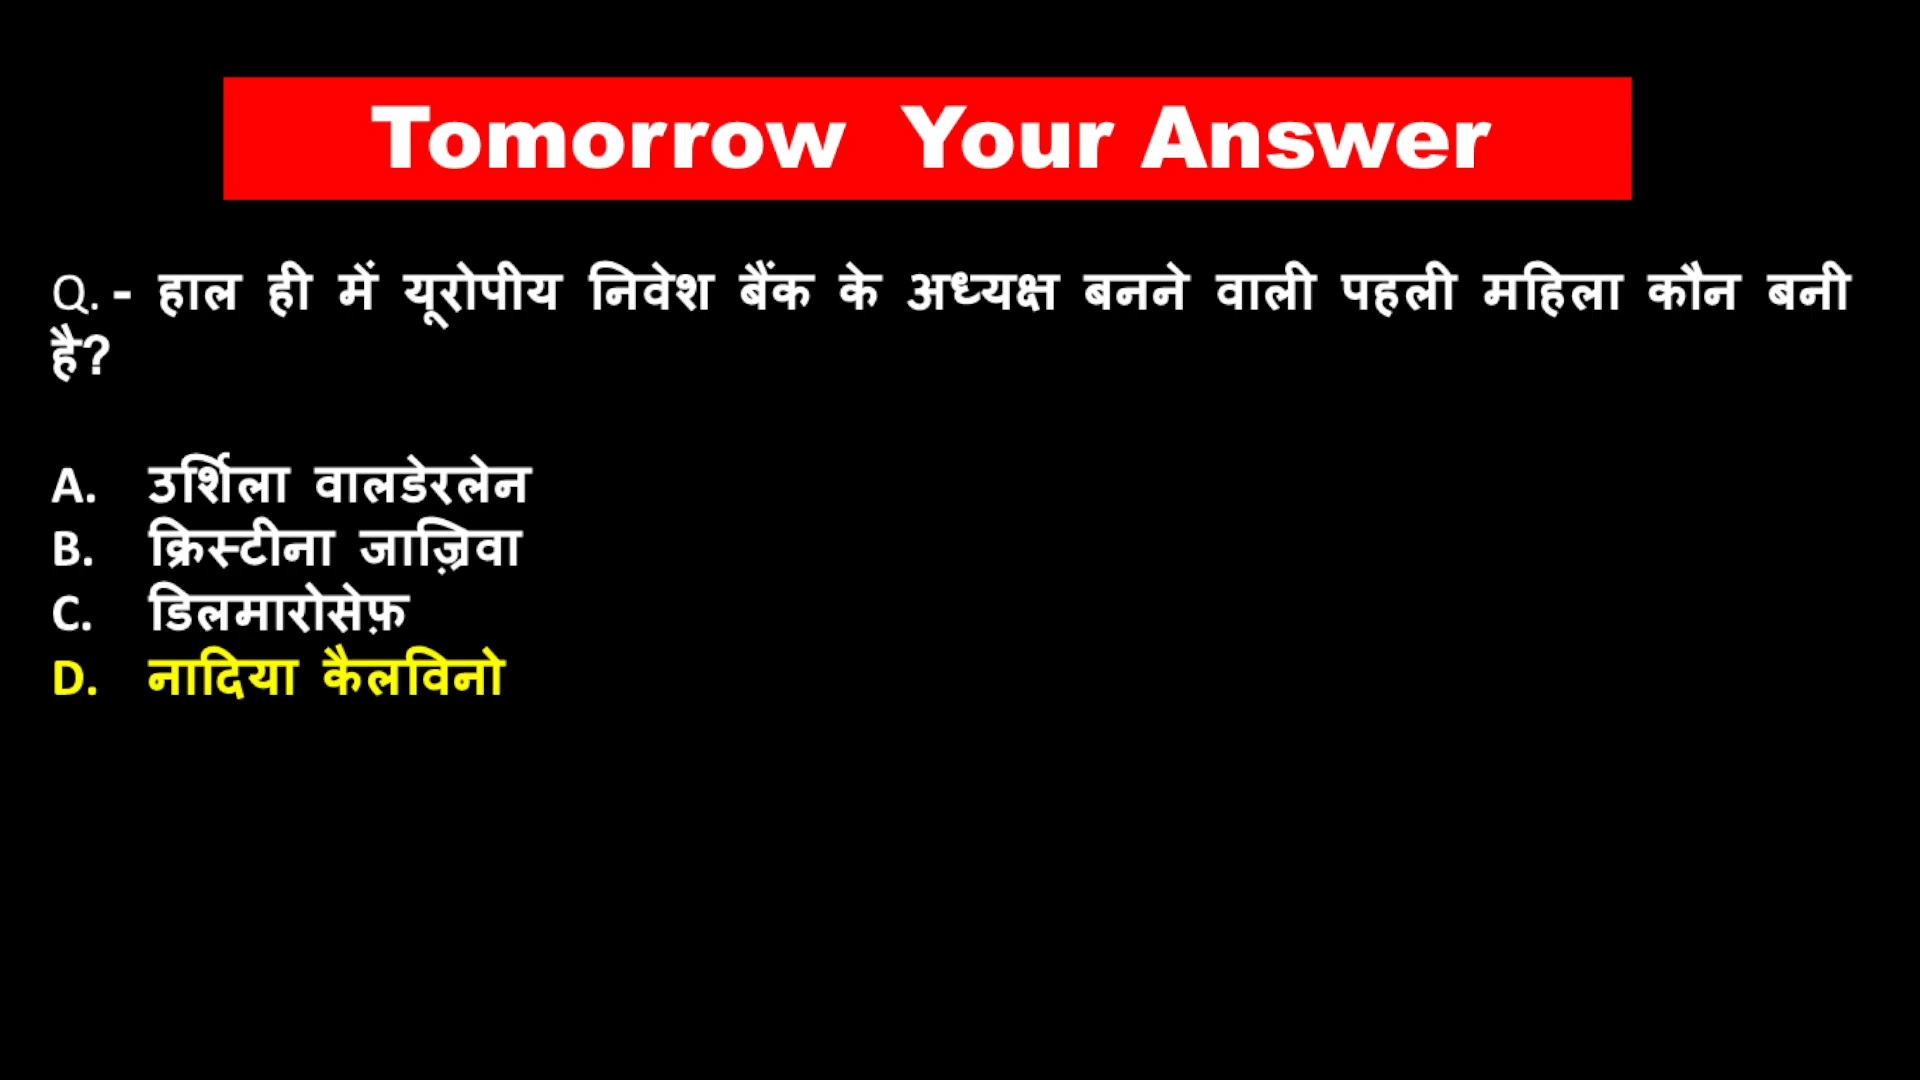 Tomorrow Your Answer
Q. - हाल ही में यूरोपीय निवेश बैंक के अध्यक्ष बनने वाली पहली महिला कौन बनी
है?
A. उर्शिला वालडेरलेन
B. क्रिस्टीना जाज़्रिवा
C. डिलमारोसेफ़
D. नादिया कैलविनो